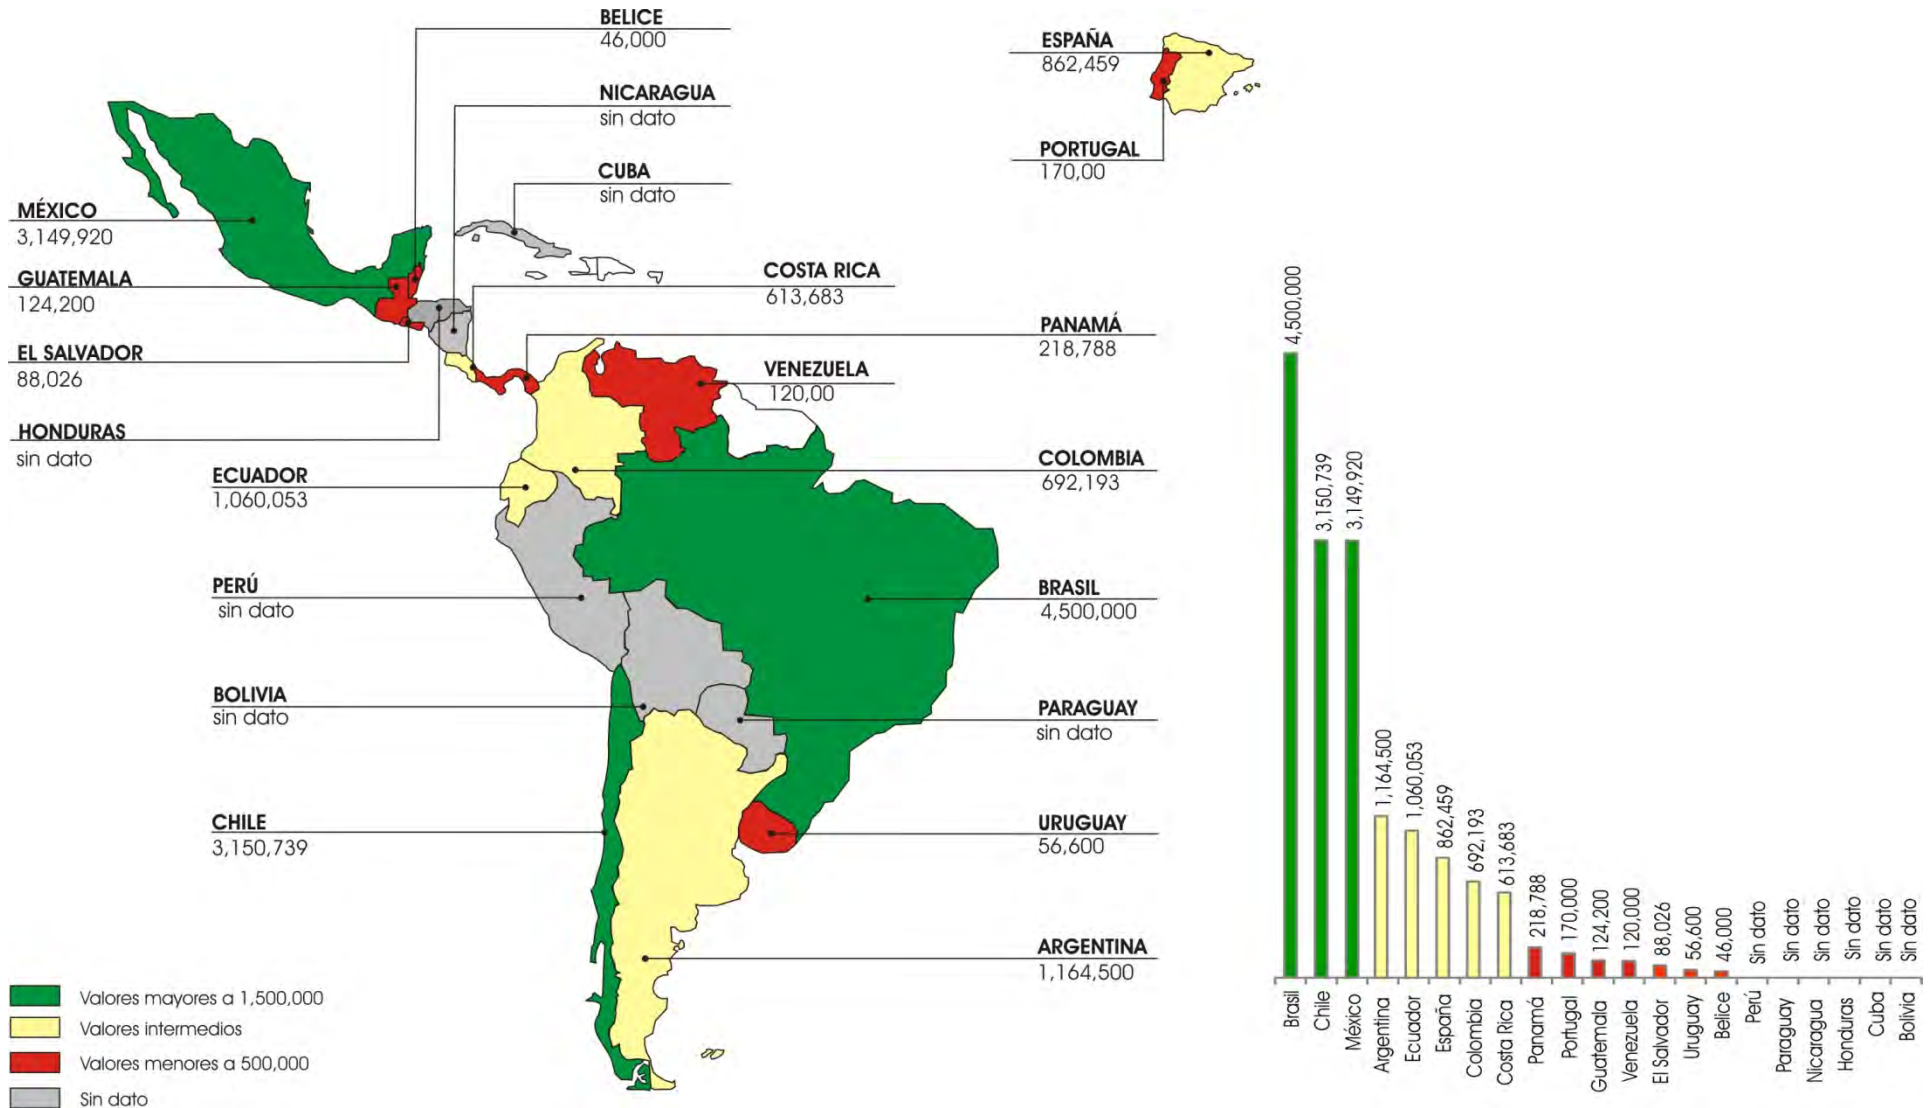 BELICE
46,000
NICARAGUA
sin dato
CUBA
sin dato
ESPAÑA
862,459
PORTUGAL
170,00
MÉXICO
3,149,920
GUATEMALA
124,200
EL SALVADOR
88,026
HONDURAS
sin dato
COSTA RICA
613,683
PANAMÁ
218,788
VENEZUELA
120,00
COLOMBIA
692,193
ECUADOR
1,060,053
PERÚ
sin dato
BRASIL
4,500,000
BOLIVIA
sin dato
PARAGUAY
sin dato
CHILE
3,150,739
URUGUAY
56,600
ARGENTINA
1,164,500
Valores mayores a 1,500,000
Valores intermedios
Valores menores a 500,000
Sin dato
4,500,000
3,150,739
3,149,920
1,164,500
1,060,053
862,459
692,193
613,683
218,788
170,000
124,200
120,000
88,026
56,600
46,000
Sin dato
Sin dato
Sin dato
Sin dato
Sin dato
Sin dato
Brasil
Chile
México
Argentina
Ecuador
España
Colombia
Costa Rica
Panamá
Portugal
Guatemala
Venezuela
El Salvador
Uruguay
Belice
Perú
Paraguay
Nicaragua
Honduras
Cuba
Bolivia